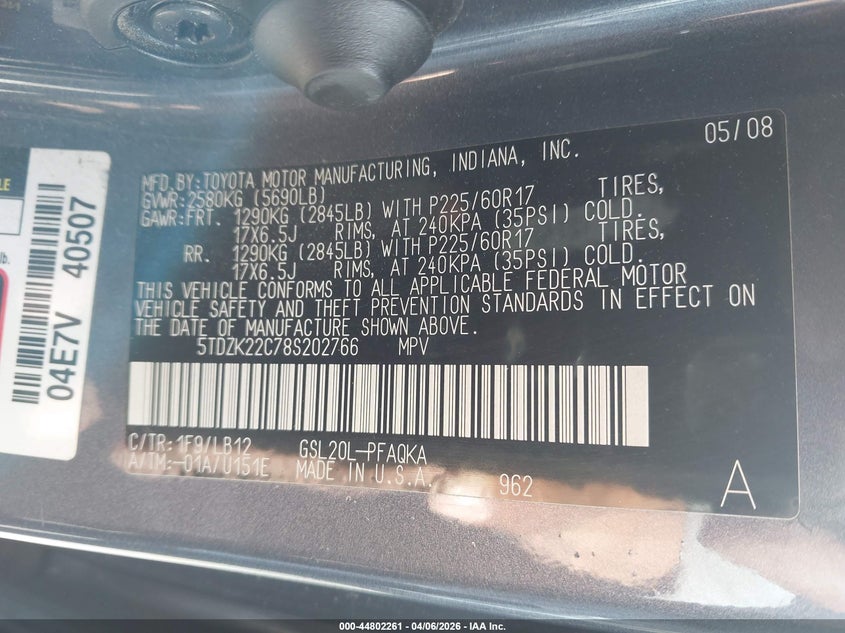 05/08
MFD.BY:TOYOTA MOTOR MANUFACTURING, INDIANA, INC.
GVWR:2580KG (5690LB)
GAWR:FRT. 1290KG (2845LB) WITH P225/60R17 TIRES,
17X6.5J RIMS, AT 240KPA (35PSI) COLD.
RR. 1290KG (2845LB) WITH P225/60R17 TIRES,
17X6.5J RIMS, AT 240KPA (35PSI) COLD.
THIS VEHICLE CONFORMS TO ALL APPLICABLE FEDERAL MOTOR
VEHICLE SAFETY AND THEFT PREVENTION STANDARDS IN EFFECT ON
THE DATE OF MANUFACTURE SHOWN ABOVE.
5TDZK22C78S202766 MPV
C/TR:1F9/LB12 GSL20L-PFAQKA
A/TM:-01A/U151E MADE IN U.S.A. 962
A
04E7V 40507
lb.
000-44802261 - 04/06/2026 - IAA Inc.